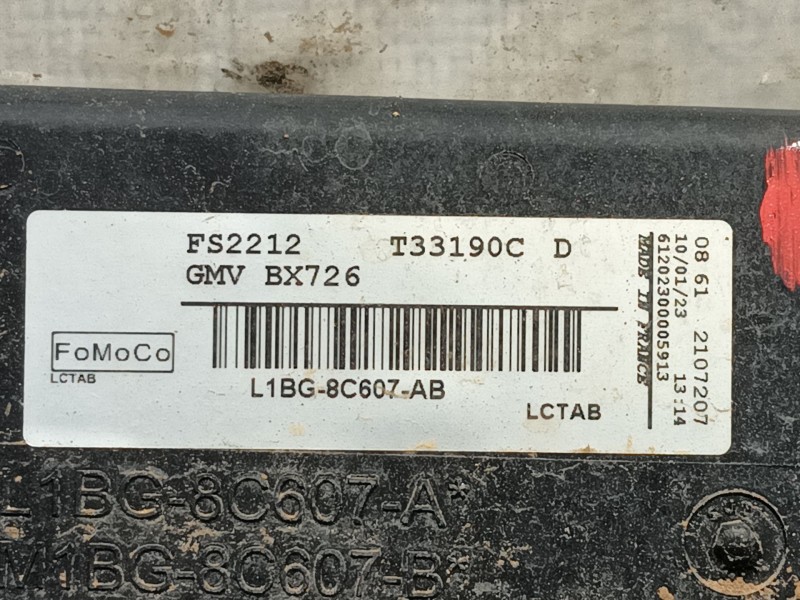 FS2212 T33190C D
GMV BX726
FoMoCo
LCTAB
L1BG-8C607-AB
LCTAB
08 61 2107207
10/01/23 13:14
61202300005913
MADE IN FRANCE
L1BG-8C607-A*
M1BG-8C607-B*